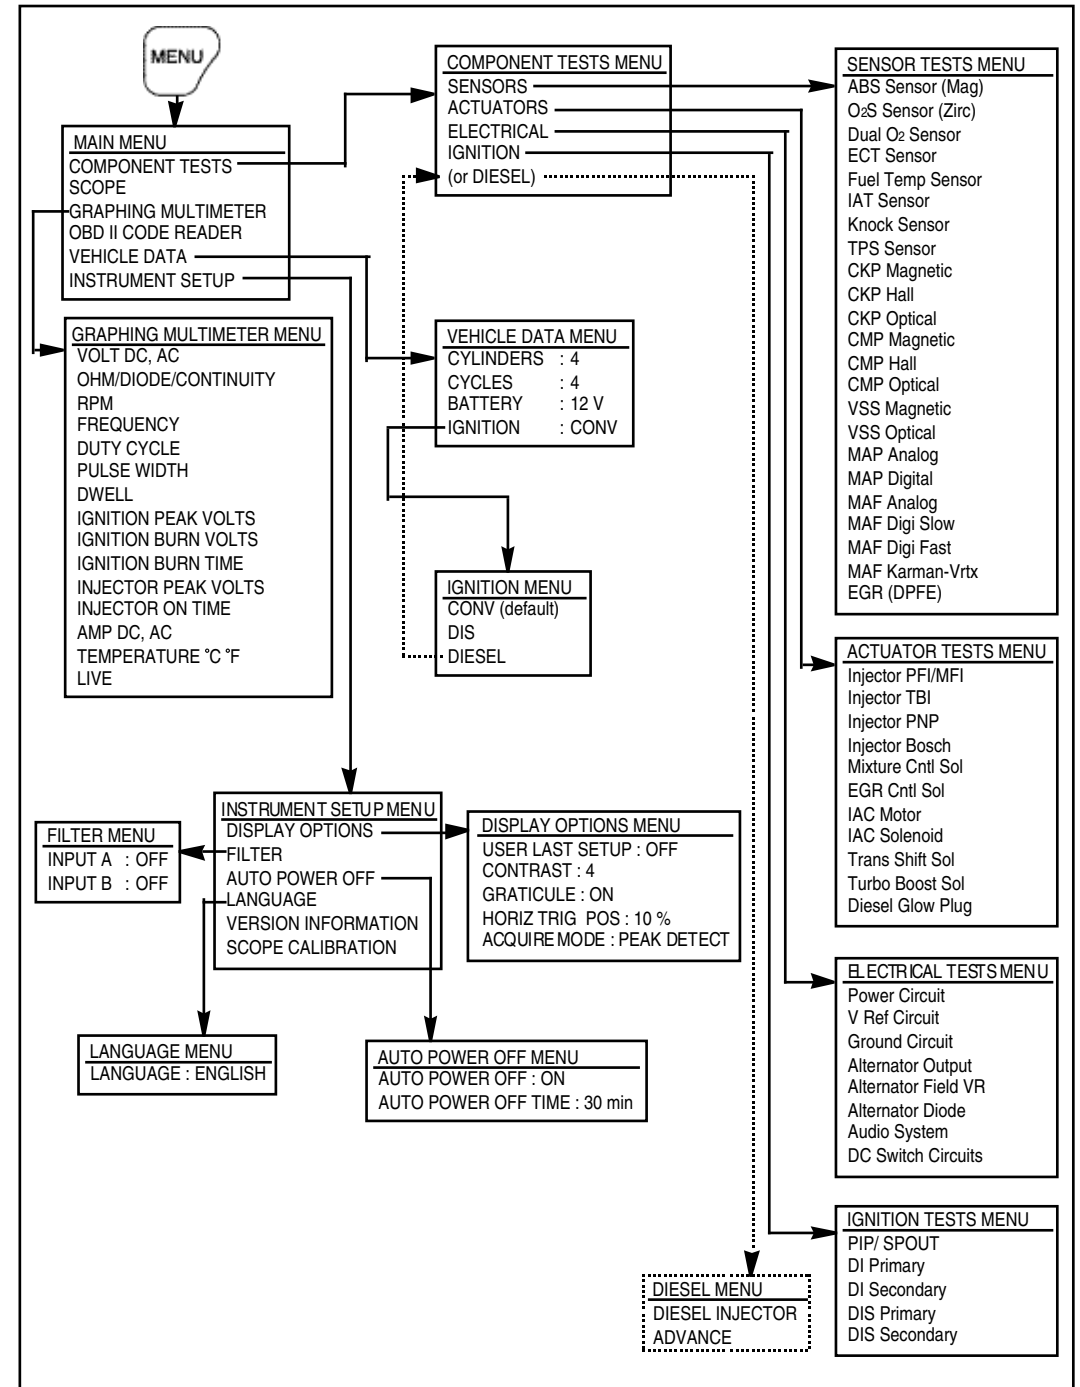 MENU
MAIN MENU
COMPONENT TESTS
SCOPE
GRAPHING MULTIMETER
OBD II CODE READER
VEHICLE DATA
INSTRUMENT SETUP
COMPONENT TESTS MENU
SENSORS
ACTUATORS
ELECTRICAL
IGNITION
(or DIESEL)
SENSOR TESTS MENU
ABS Sensor (Mag)
O2S Sensor (Zirc)
Dual O2 Sensor
ECT Sensor
Fuel Temp Sensor
IAT Sensor
Knock Sensor
TPS Sensor
CKP Magnetic
CKP Hall
CKP Optical
CMP Magnetic
CMP Hall
CMP Optical
VSS Magnetic
VSS Optical
MAP Analog
MAP Digital
MAF Analog
MAF Digi Slow
MAF Digi Fast
MAF Karman-Vrtx
EGR (DPFE)
GRAPHING MULTIMETER MENU
VOLT DC, AC
OHM/DIODE/CONTINUITY
RPM
FREQUENCY
DUTY CYCLE
PULSE WIDTH
DWELL
IGNITION PEAK VOLTS
IGNITION BURN VOLTS
IGNITION BURN TIME
INJECTOR PEAK VOLTS
INJECTOR ON TIME
AMP DC, AC
TEMPERATURE °C °F
LIVE
VEHICLE DATA MENU
CYLINDERS : 4
CYCLES : 4
BATTERY : 12 V
IGNITION : CONV
IGNITION MENU
CONV (default)
DIS
DIESEL
ACTUATOR TESTS MENU
Injector PFI/MFI
Injector TBI
Injector PNP
Injector Bosch
Mixture Cntl Sol
EGR Cntl Sol
IAC Motor
IAC Solenoid
Trans Shift Sol
Turbo Boost Sol
Diesel Glow Plug
INSTRUMENT SETUP MENU
DISPLAY OPTIONS
FILTER
AUTO POWER OFF
LANGUAGE
VERSION INFORMATION
SCOPE CALIBRATION
FILTER MENU
INPUT A : OFF
INPUT B : OFF
DISPLAY OPTIONS MENU
USER LAST SETUP : OFF
CONTRAST : 4
GRATICULE : ON
HORIZ TRIG POS : 10 %
ACQUIRE MODE : PEAK DETECT
ELECTRICAL TESTS MENU
Power Circuit
V Ref Circuit
Ground Circuit
Alternator Output
Alternator Field VR
Alternator Diode
Audio System
DC Switch Circuits
LANGUAGE MENU
LANGUAGE : ENGLISH
AUTO POWER OFF MENU
AUTO POWER OFF : ON
AUTO POWER OFF TIME : 30 min
IGNITION TESTS MENU
PIP/ SPOUT
DI Primary
DI Secondary
DIS Primary
DIS Secondary
DIESEL MENU
DIESEL INJECTOR
ADVANCE